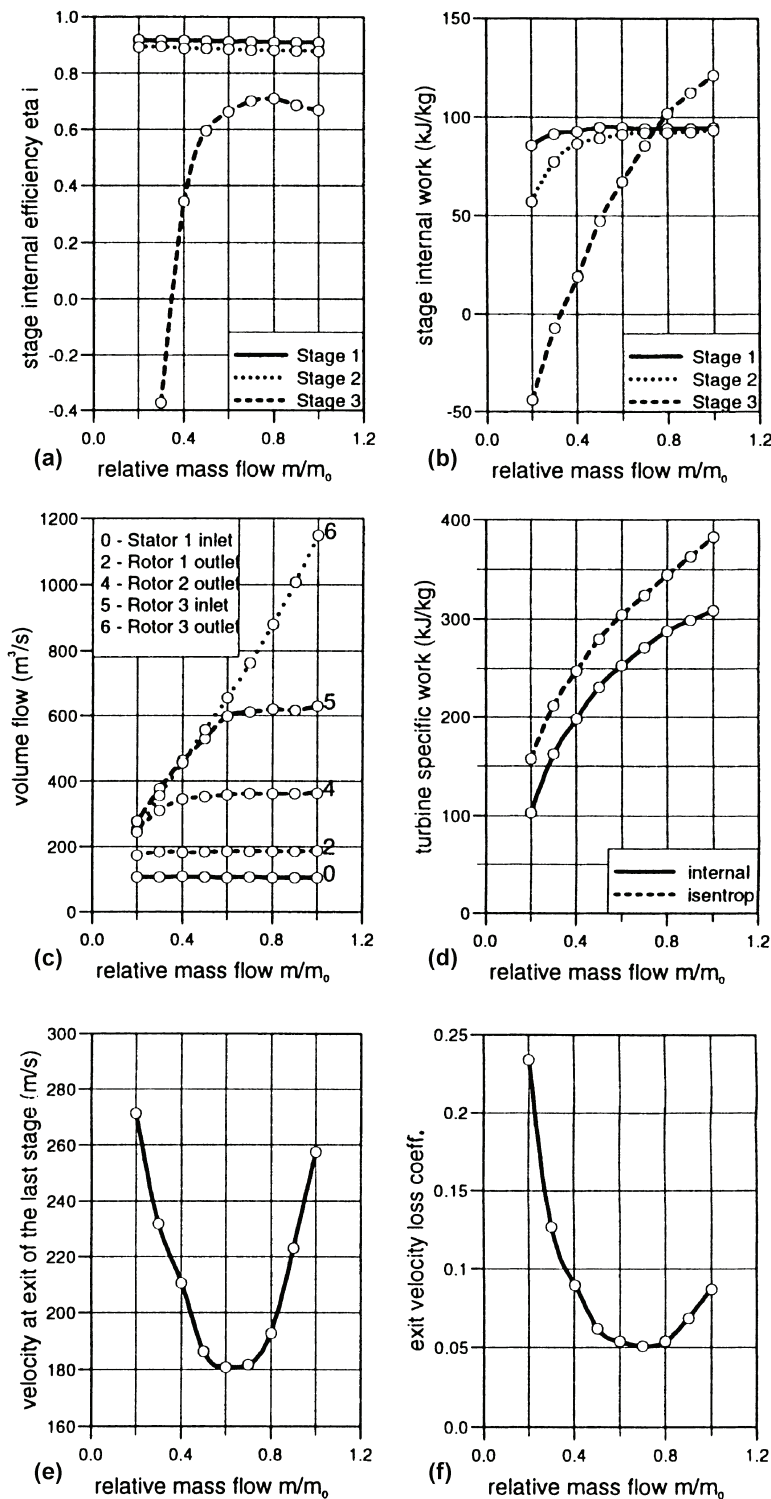 1.0
0.8
0.6
0.4
0.2
0.0
-0.2
-0.4
stage internal efficiency eta i
Stage 1
Stage 2
Stage 3
0.0 0.4 0.8 1.2
(a)
relative mass flow m/m₀
150
100
50
0
-50
stage internal work (kJ/kg)
Stage 1
Stage 2
Stage 3
0.0 0.4 0.8 1.2
(b)
relative mass flow m/m₀
1200
1000
800
600
400
200
0
volume flow (m³/s)
0 - Stator 1 inlet
2 - Rotor 1 outlet
4 - Rotor 2 outlet
5 - Rotor 3 inlet
6 - Rotor 3 outlet
6
5
4
2
0
0.0 0.4 0.8 1.2
(c)
relative mass flow m/m₀
400
300
200
100
0
turbine specific work (kJ/kg)
internal
isentrop
0.0 0.4 0.8 1.2
(d)
relative mass flow m/m₀
300
280
260
240
220
200
180
160
velocity at exit of the last stage (m/s)
0.0 0.4 0.8 1.2
(e)
relative mass flow m/m₀
0.25
0.2
0.15
0.1
0.05
0.0
exit velocity loss coeff.
0.0 0.4 0.8 1.2
(f)
relative mass flow m/m₀